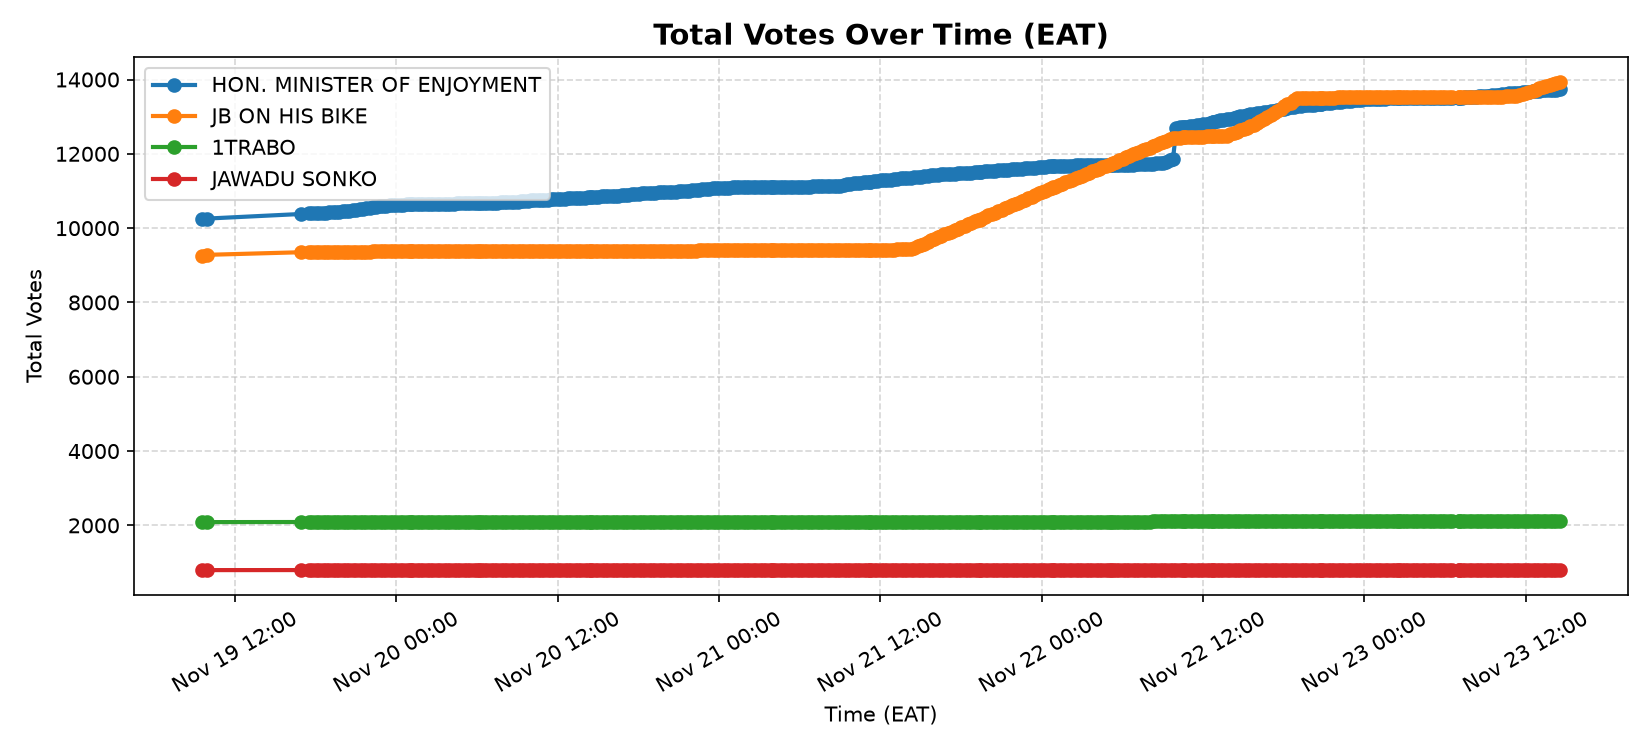 Total Votes Over Time (EAT)
HON. MINISTER OF ENJOYMENT
JB ON HIS BIKE
1TRABO
JAWADU SONKO
14000
12000
10000
8000
6000
4000
2000
Total Votes
Nov 19 12:00
Nov 20 00:00
Nov 20 12:00
Nov 21 00:00
Nov 21 12:00
Nov 22 00:00
Nov 22 12:00
Nov 23 00:00
Nov 23 12:00
Time (EAT)